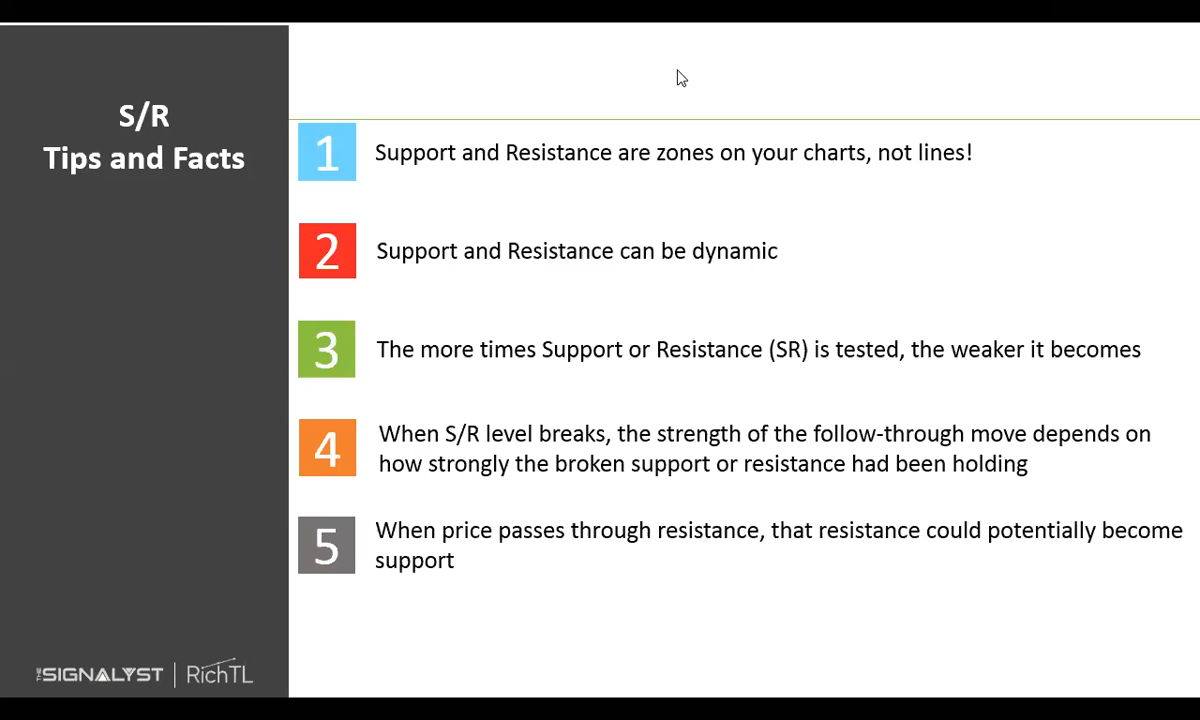 S/R
Tips and Facts
1 Support and Resistance are zones on your charts, not lines!
2 Support and Resistance can be dynamic
3 The more times Support or Resistance (SR) is tested, the weaker it becomes
4 When S/R level breaks, the strength of the follow-through move depends on
how strongly the broken support or resistance had been holding
5 When price passes through resistance, that resistance could potentially become
support
THE SIGNALYST | RichTL